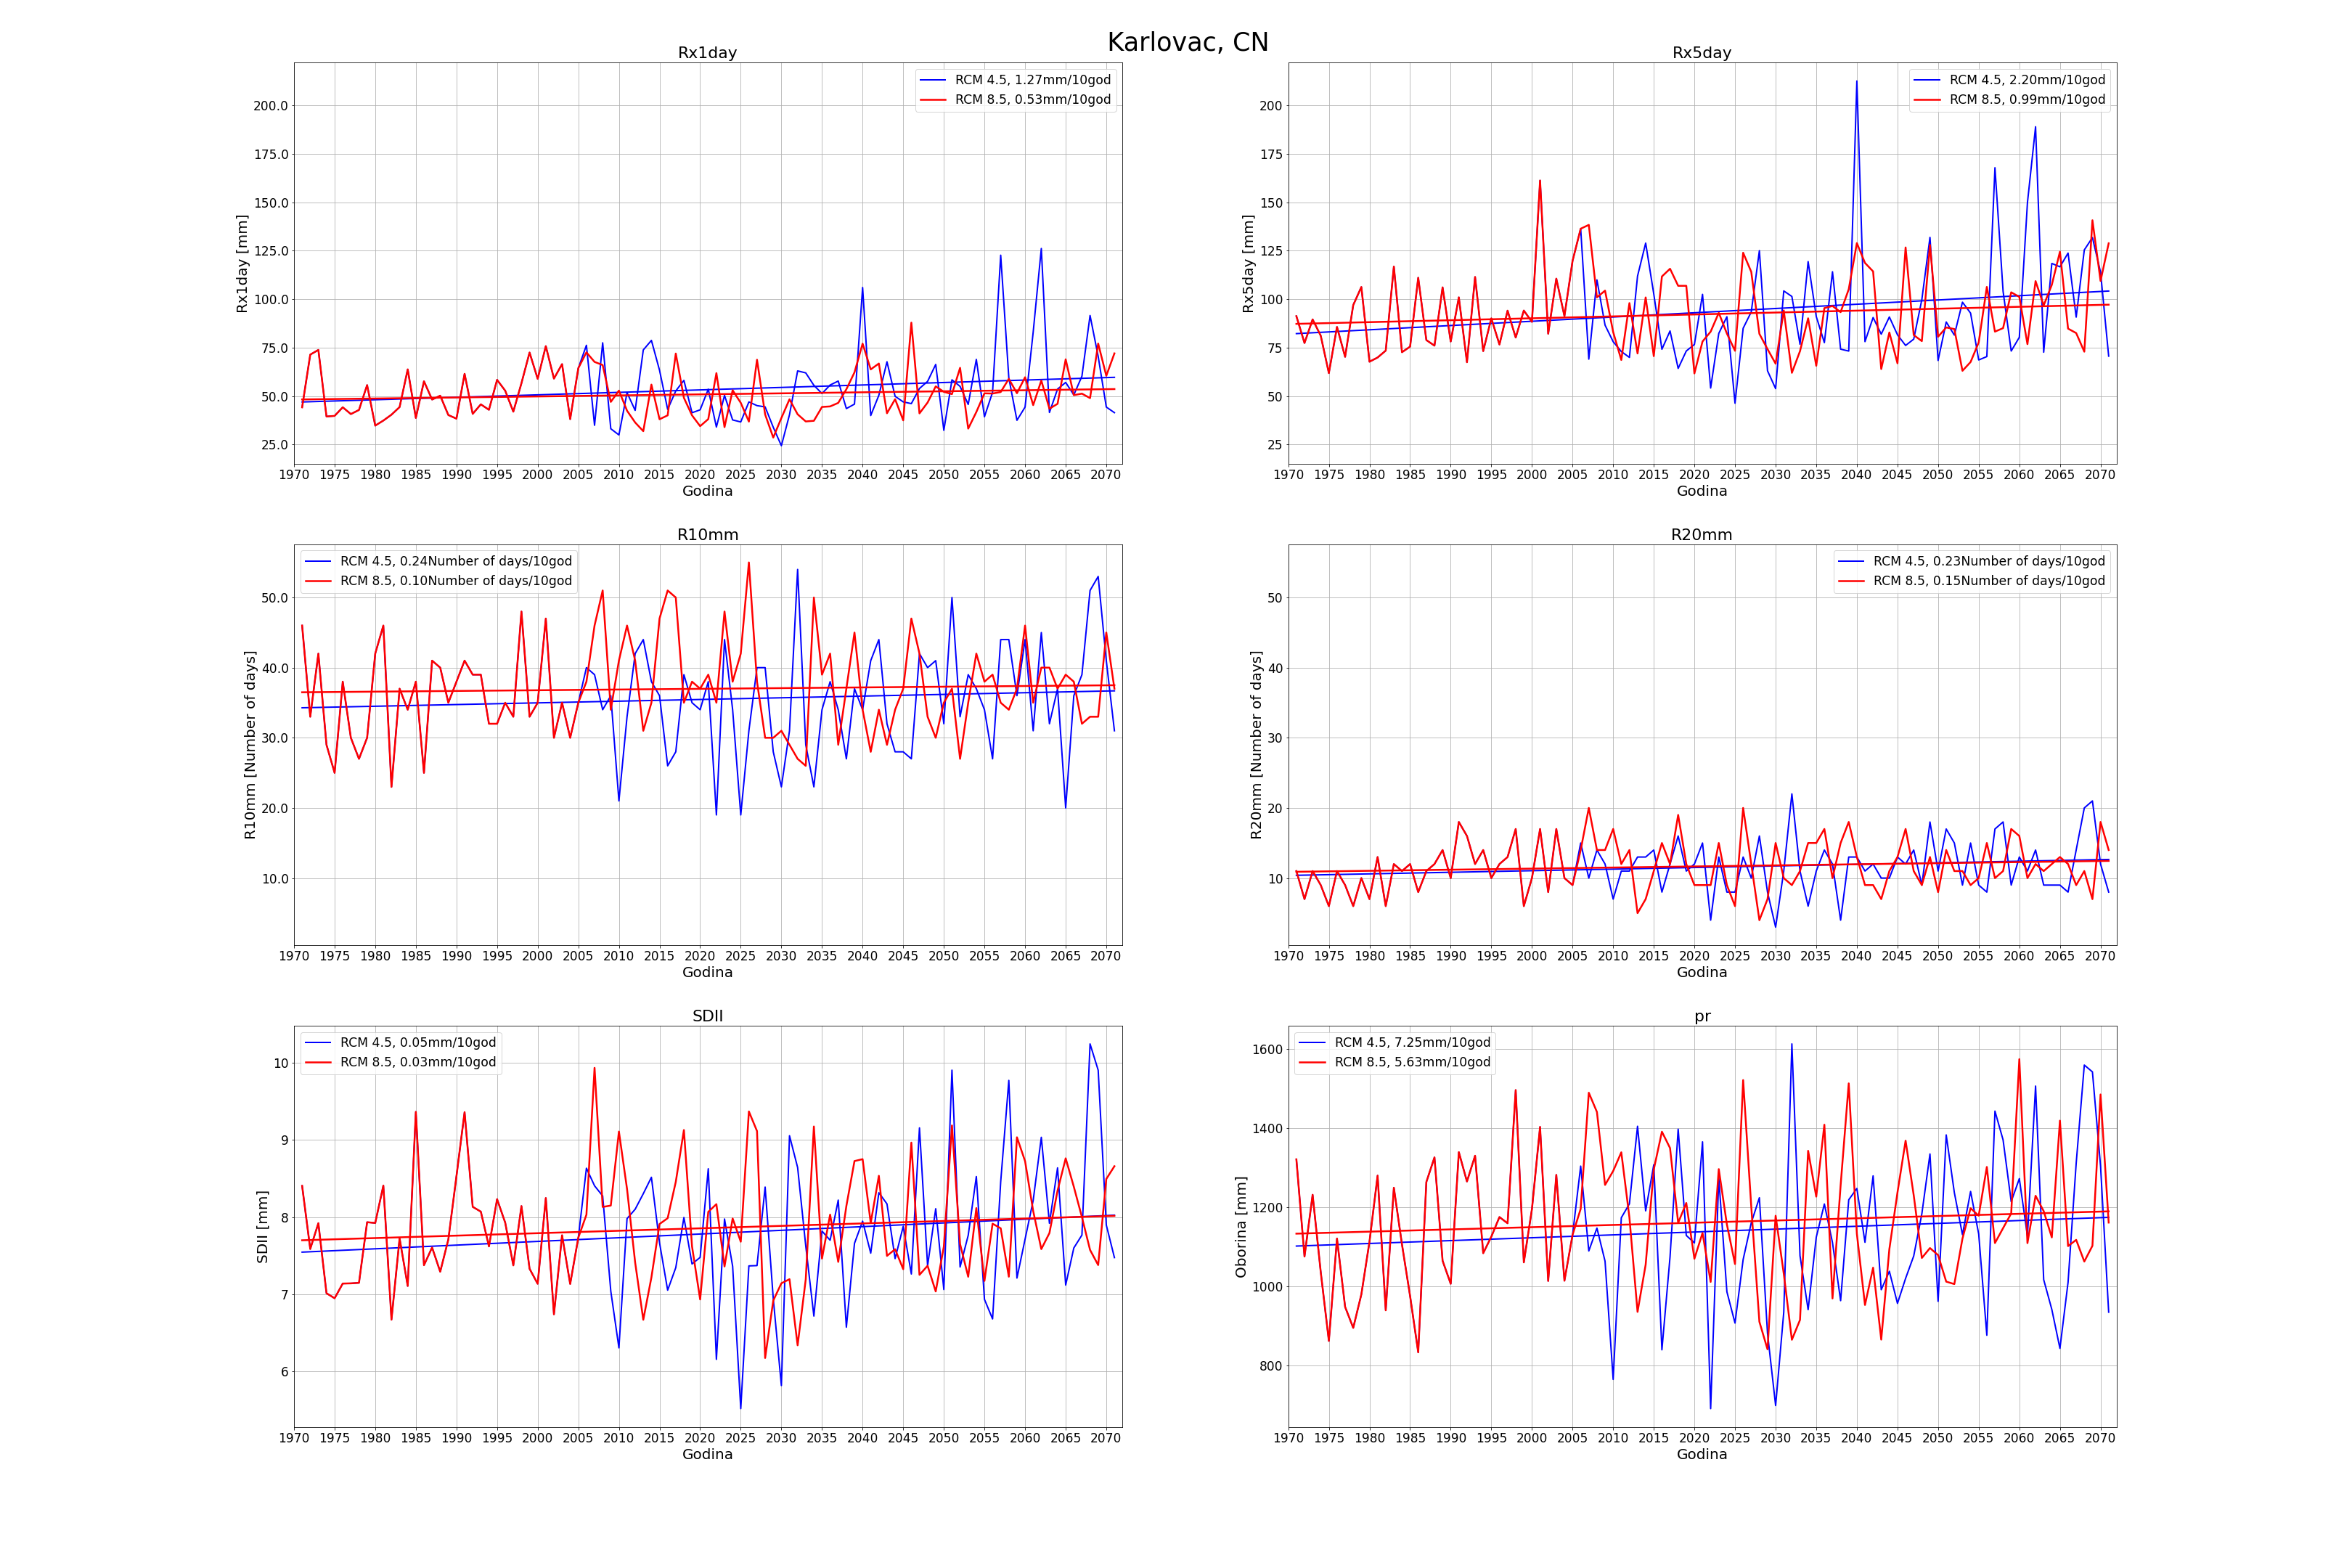 Karlovac, CN
Rx1day
RCM 4.5, 1.27mm/10god
RCM 8.5, 0.53mm/10god
Rx1day [mm]
200.0
175.0
150.0
125.0
100.0
75.0
50.0
25.0
1970 1975 1980 1985 1990 1995 2000 2005 2010 2015 2020 2025 2030 2035 2040 2045 2050 2055 2060 2065 2070
Godina
Rx5day
RCM 4.5, 2.20mm/10god
RCM 8.5, 0.99mm/10god
Rx5day [mm]
200
175
150
125
100
75
50
25
1970 1975 1980 1985 1990 1995 2000 2005 2010 2015 2020 2025 2030 2035 2040 2045 2050 2055 2060 2065 2070
Godina
R10mm
RCM 4.5, 0.24Number of days/10god
RCM 8.5, 0.10Number of days/10god
R10mm [Number of days]
50.0
40.0
30.0
20.0
10.0
1970 1975 1980 1985 1990 1995 2000 2005 2010 2015 2020 2025 2030 2035 2040 2045 2050 2055 2060 2065 2070
Godina
R20mm
RCM 4.5, 0.23Number of days/10god
RCM 8.5, 0.15Number of days/10god
R20mm [Number of days]
50
40
30
20
10
1970 1975 1980 1985 1990 1995 2000 2005 2010 2015 2020 2025 2030 2035 2040 2045 2050 2055 2060 2065 2070
Godina
SDII
RCM 4.5, 0.05mm/10god
RCM 8.5, 0.03mm/10god
SDII [mm]
10
9
8
7
6
1970 1975 1980 1985 1990 1995 2000 2005 2010 2015 2020 2025 2030 2035 2040 2045 2050 2055 2060 2065 2070
Godina
pr
RCM 4.5, 7.25mm/10god
RCM 8.5, 5.63mm/10god
Oborina [mm]
1600
1400
1200
1000
800
1970 1975 1980 1985 1990 1995 2000 2005 2010 2015 2020 2025 2030 2035 2040 2045 2050 2055 2060 2065 2070
Godina